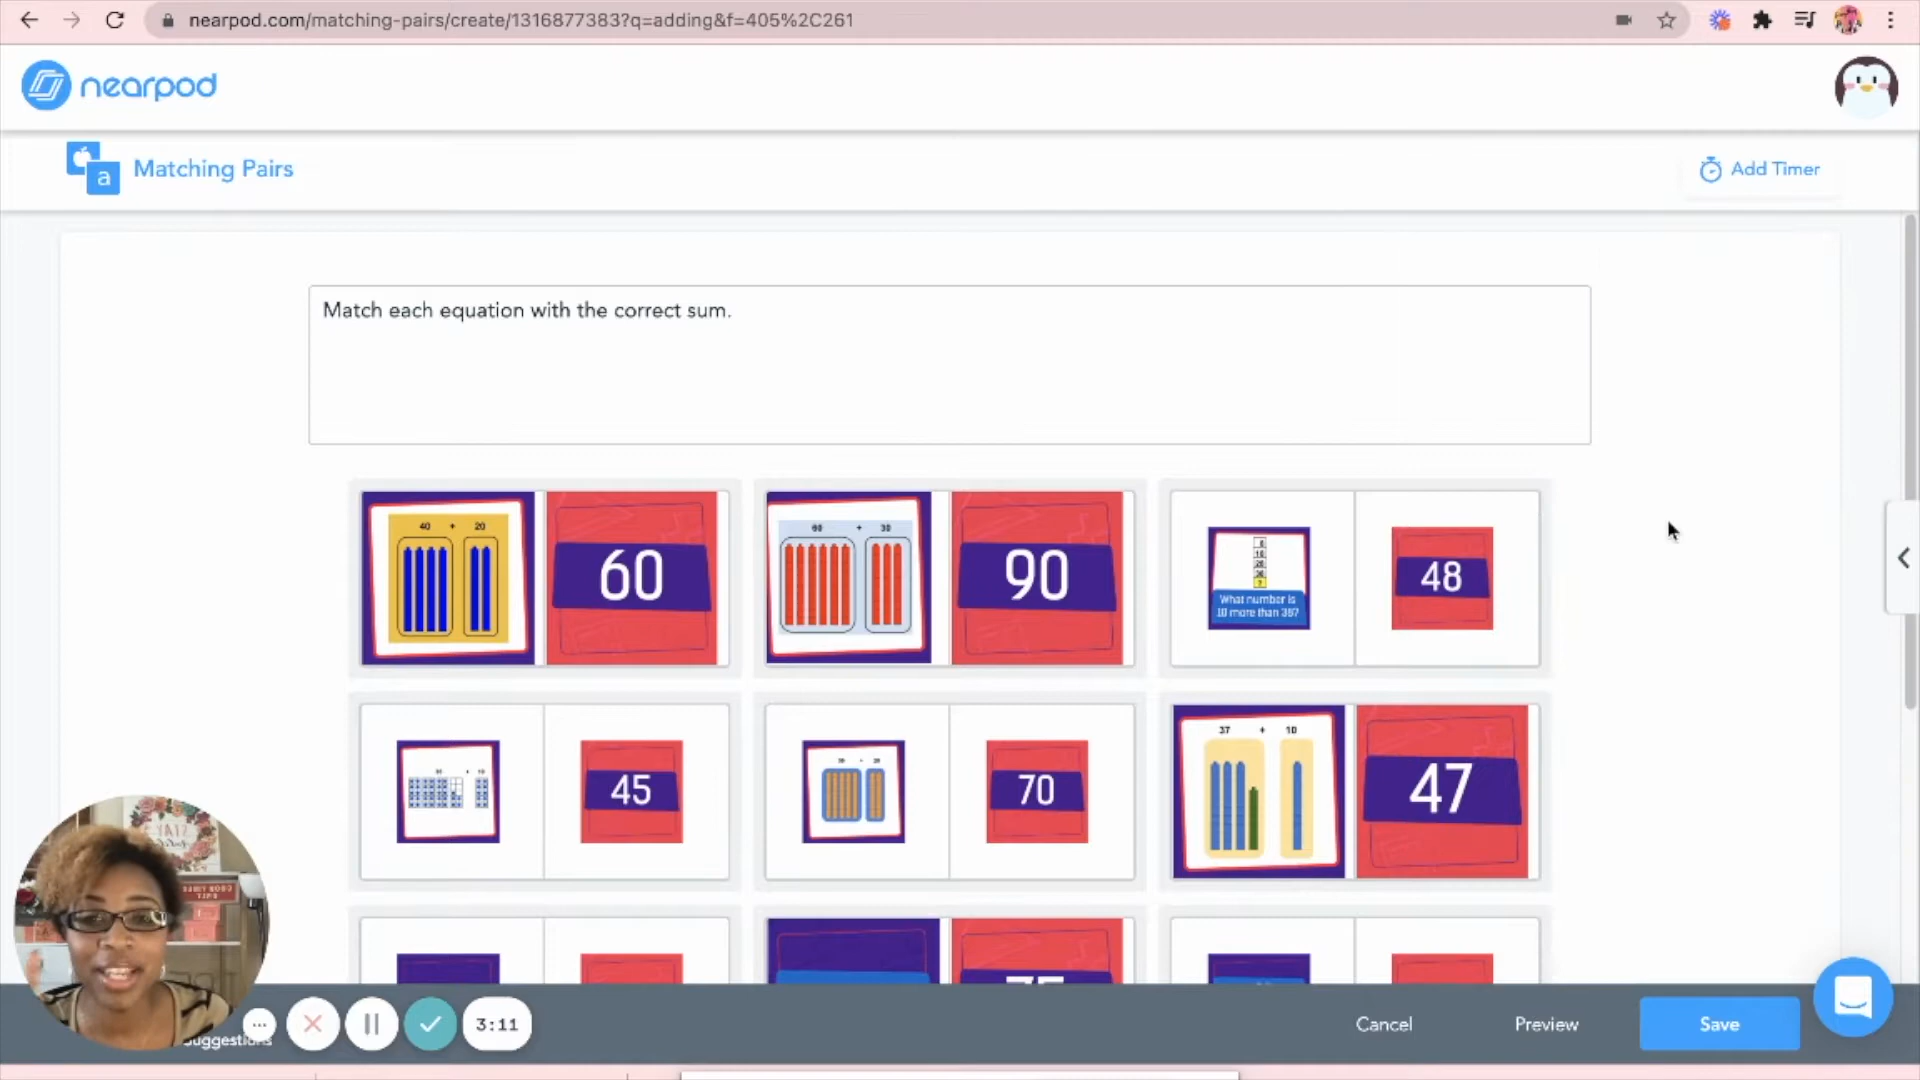 nearpod.com/matching-pairs/create/1316877383?q=adding&f=405%2C261
nearpod
a
Matching Pairs
Add Timer
Match each equation with the correct sum.
40 + 20
60
60 + 30
90
What number is
10 more than 38?
48
45
70
37 + 10
47
75
3:11
Cancel
Preview
Save